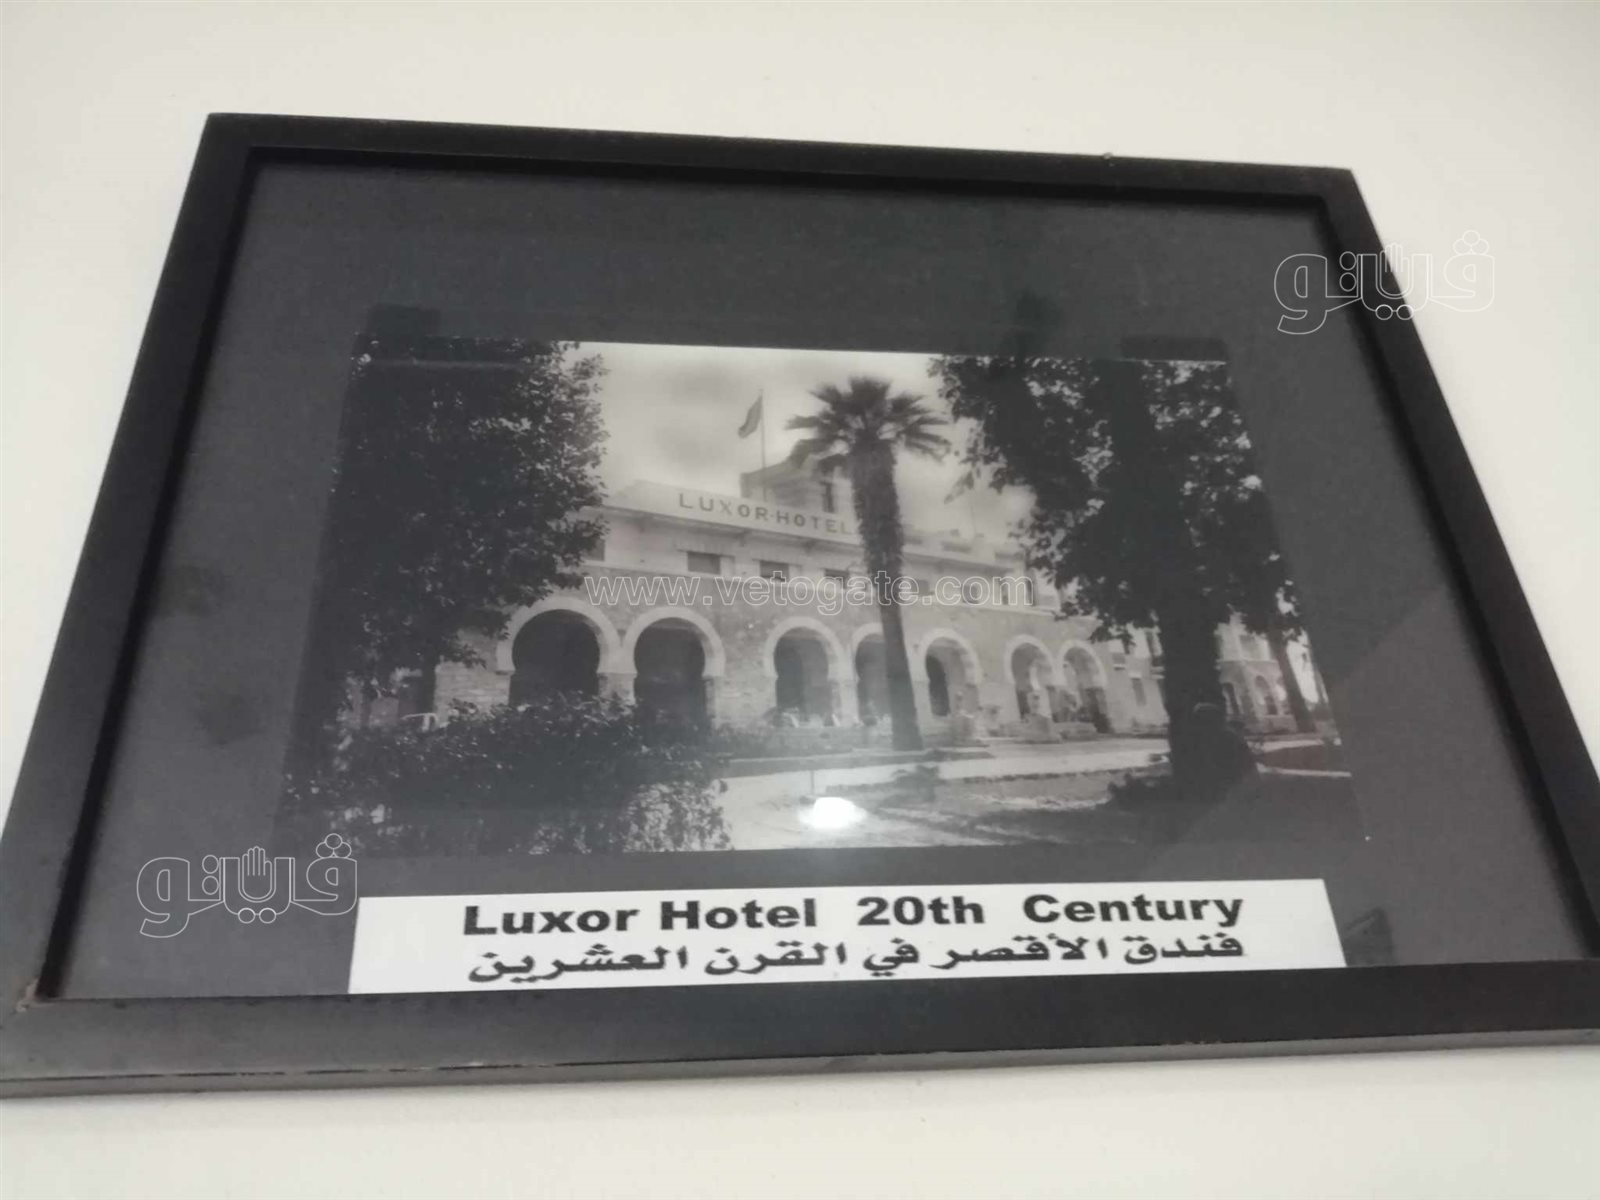 فيتو
LUXOR-HOTEL
www.vetogate.com
فيتو
Luxor Hotel 20th Century
فندق الأقصر في القرن العشرين